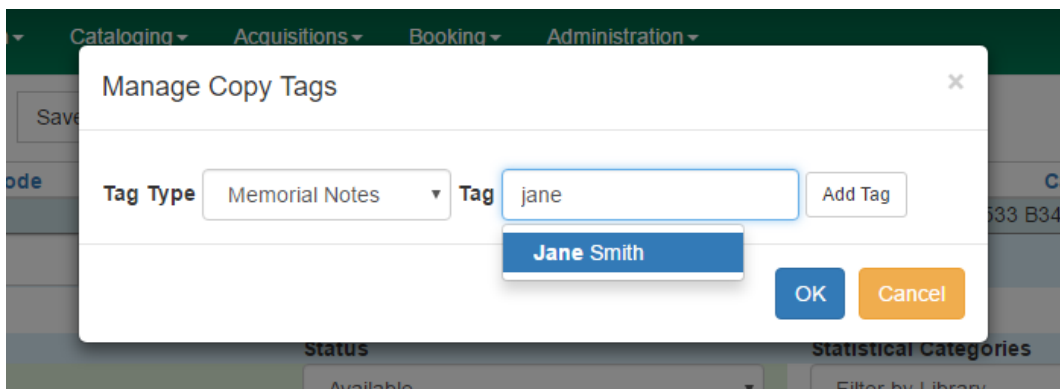 Cataloging Acquisitions Booking Administration
Manage Copy Tags ×
Save
ode C
Tag Type Memorial Notes Tag jane Add Tag
533 B34
Jane Smith
OK Cancel
Status Statistical Categories
Available Filter by Library